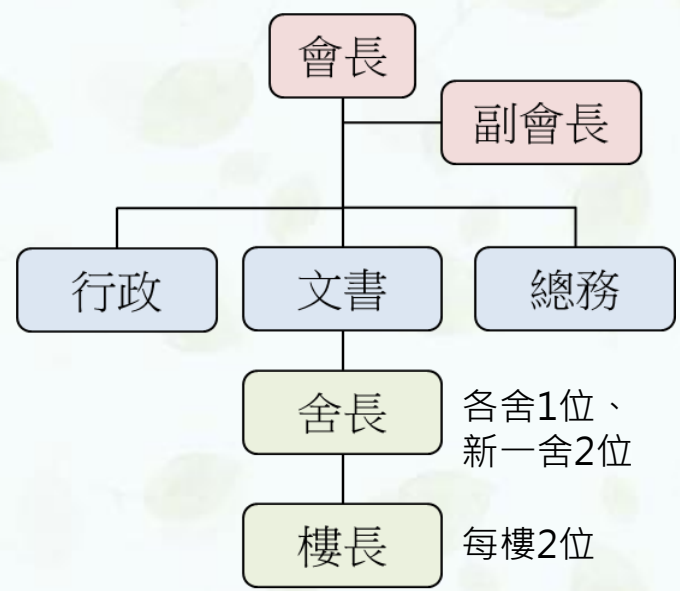 會長
副會長
行政
文書
總務
舍長
各舍1位、
新一舍2位
樓長
每樓2位